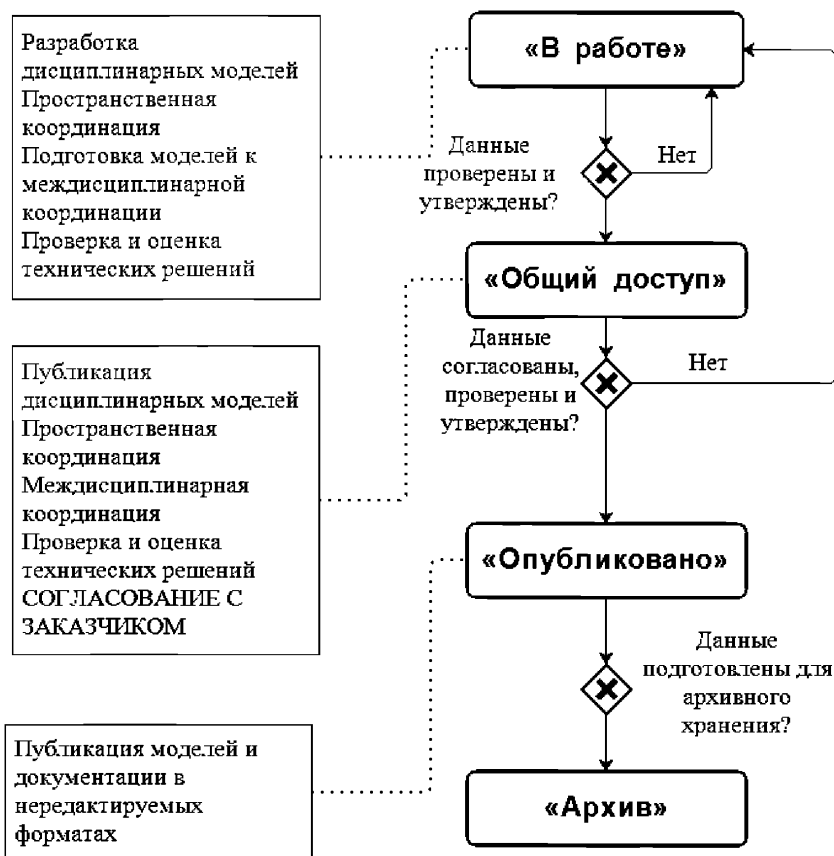 Разработка
дисциплинарных моделей
Пространственная
координация
Подготовка моделей к
междисциплинарной
координации
Проверка и оценка
технических решений
«В работе»
Данные
проверены и
утверждены?
Нет
«Общий доступ»
Публикация
дисциплинарных моделей
Пространственная
координация
Междисциплинарная
координация
Проверка и оценка
технических решений
СОГЛАСОВАНИЕ С
ЗАКАЗЧИКОМ
Данные
согласованы,
проверены и
утверждены?
Нет
«Опубликовано»
Данные
подготовлены для
архивного
хранения?
Публикация моделей и
документации в
нередактируемых
форматах
«Архив»